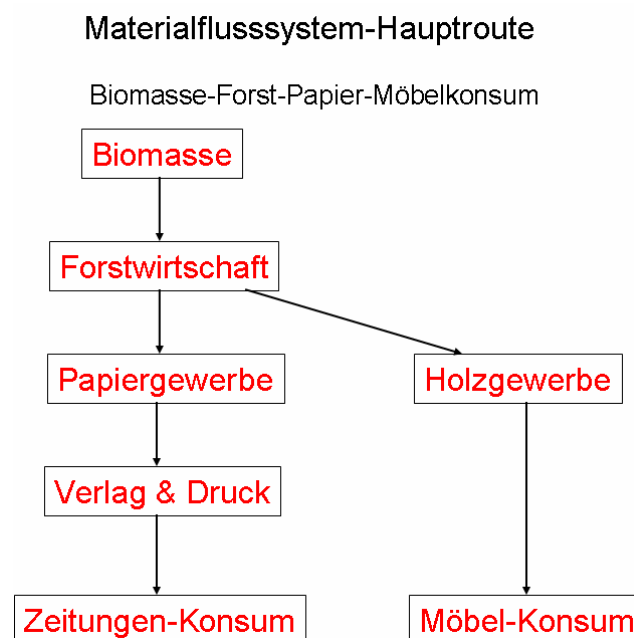 Materialflusssystem-Hauptroute
Biomasse-Forst-Papier-Möbelkonsum
Biomasse
Forstwirtschaft
Papiergewerbe
Holzgewerbe
Verlag & Druck
Zeitungen-Konsum
Möbel-Konsum